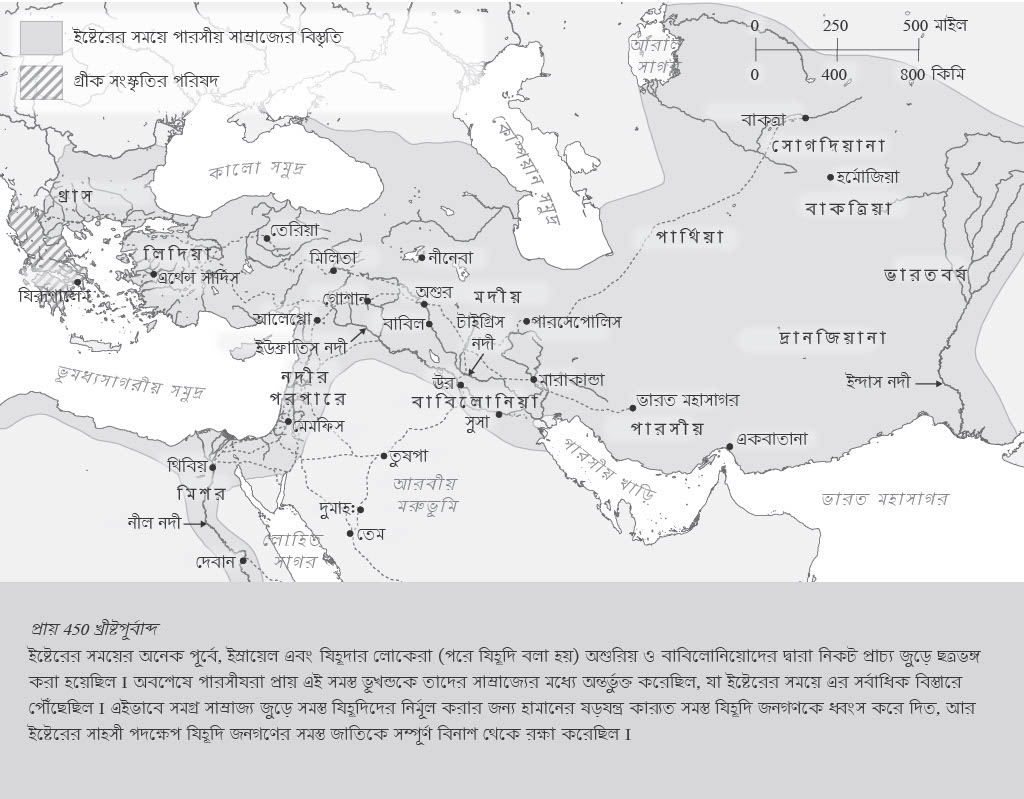 ইষ্টেরের সময়ে পারসীয় সাম্রাজ্যের বিস্তৃতি
গ্রীক সংস্কৃতির পরিষদ
0 250 500 মাইল
0 400 800 কিমি
আরাট
সাগর
কাস্পিয়ান সমুদ্র
কালো সমুদ্র
বাকত্রা
সোগদিয়ানা
হর্মোজিয়া
বাকত্রিয়া
থ্রাস
পার্থিয়া
তেরিয়া
লিদিয়া
মিলিতা
নীনেবা
এথেন্স সার্দিস
ভারতবর্ষ
যিরূশালেম
গোশান
অশুর
মদীয়
আলেপ্পো
বাবিল
টাইগ্রিস
নদী
পারসেপোলিস
ইউফ্রাতিস নদী
দ্রানজিয়ানা
ভূমধ্যসাগরীয় সমুদ্র
নদীর
পরপারে
ঊর
মারাকান্ডা
ইন্দাস নদী
বাবিলোনিয়া
ভারত মহাসাগর
সুসা
মেমফিস
পারসীয়
একবাতানা
পারসীয় খাড়ি
থিবিয়
তুষপা
মিশর
আরবীয়
মরুভূমি
ভারত মহাসাগর
দুমাহ:
নীল নদী
তেম
লোহিত
সাগর
দেবান
প্রায় 450 খ্রীষ্টপূর্বাব্দ
ইষ্টেরের সময়ের অনেক পূর্বে, ইস্রায়েল এবং যিহূদার লোকেরা (পরে যিহূদি বলা হয়) অশুরিয় ও বাবিলোনিয়োদের দ্বারা নিকট প্রাচ্য জুড়ে ছত্রভঙ্গ
করা হয়েছিল I অবশেষে পারসীযরা প্রায় এই সমস্ত ভূখন্ডকে তাদের সাম্রাজ্যের মধ্যে অন্তর্ভুক্ত করেছিল, যা ইষ্টেরের সময়ে এর সর্বাধিক বিস্তারে
পৌঁছেছিল I এইভাবে সমগ্র সাম্রাজ্য জুড়ে সমস্ত যিহূদিদের নির্মূল করার জন্য হামানের ষড়যন্ত্র কার্যত সমস্ত যিহূদি জনগণকে ধ্বংস করে দিত, আর
ইষ্টেরের সাহসী পদক্ষেপ যিহূদি জনগণের সমস্ত জাতিকে সম্পূর্ণ বিনাশ থেকে রক্ষা করেছিল I